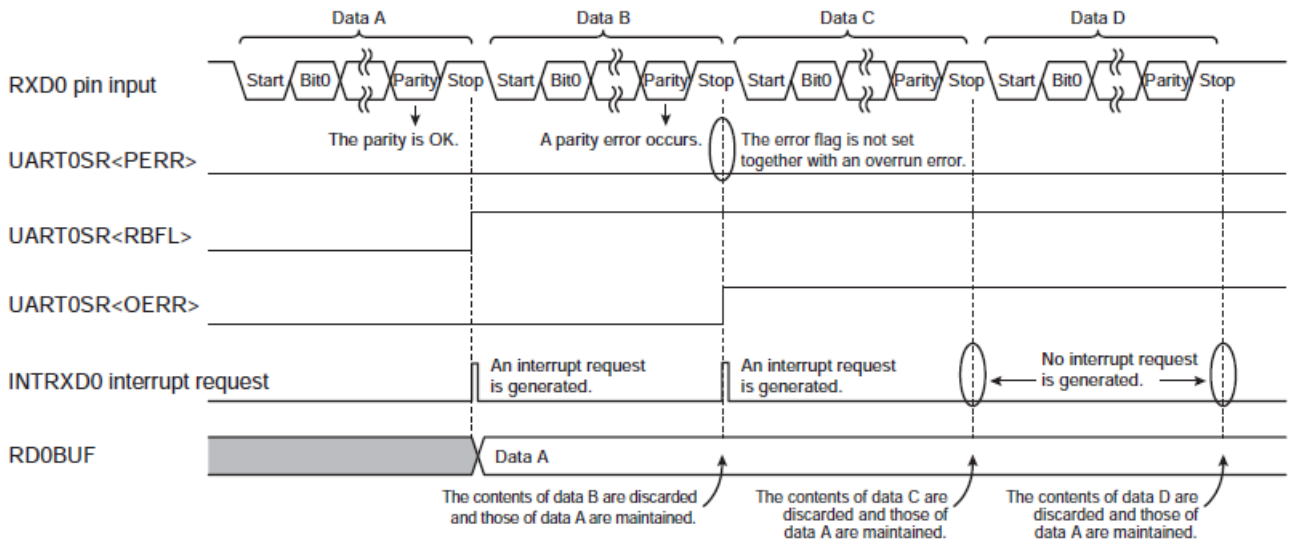 Data A
Data B
Data C
Data D
RXD0 pin input
Start Bit0 Parity Stop Start Bit0 Parity Stop Start Bit0 Parity Stop Start Bit0 Parity Stop
The parity is OK.
A parity error occurs.
The error flag is not set
together with an overrun error.
UART0SR<PERR>
UART0SR<RBFL>
UART0SR<OERR>
INTRXD0 interrupt request
An interrupt request
is generated.
An interrupt request
is generated.
No interrupt request
is generated.
RD0BUF
Data A
The contents of data B are discarded
and those of data A are maintained.
The contents of data C are
discarded and those of
data A are maintained.
The contents of data D are
discarded and those of
data A are maintained.